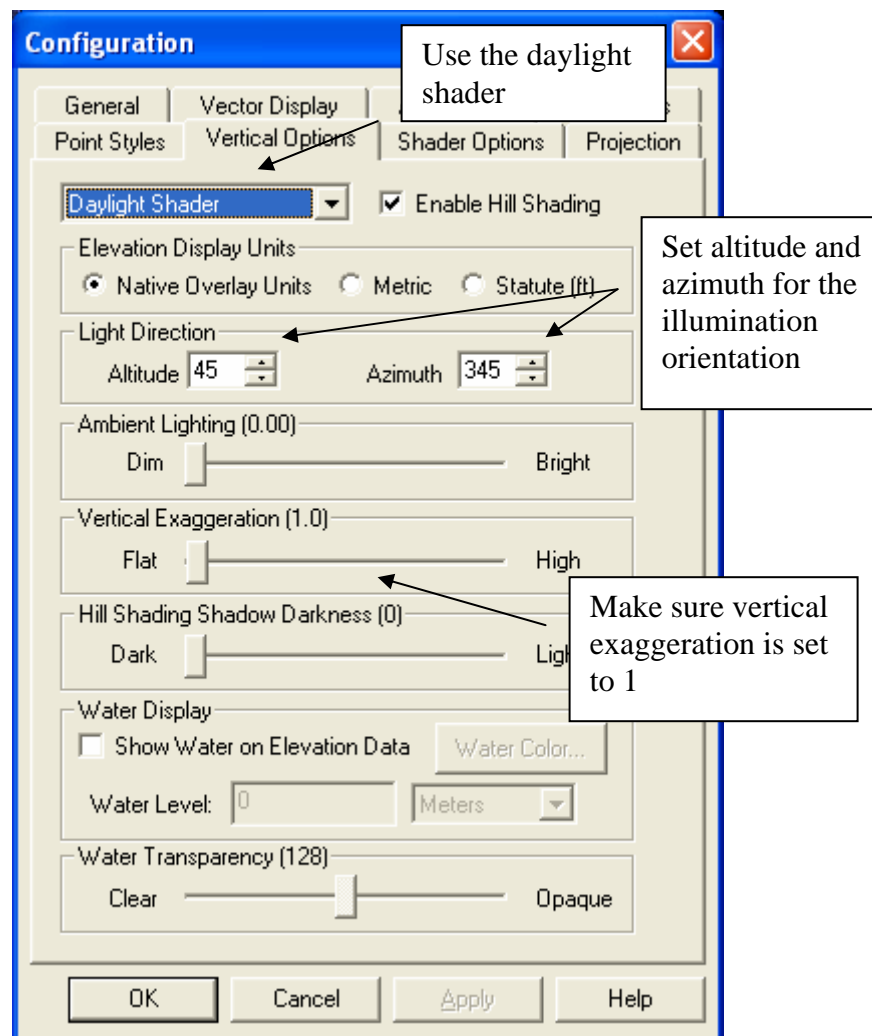 Configuration
Use the daylight
shader
General Vector Display
Point Styles Vertical Options Shader Options Projection
Daylight Shader Enable Hill Shading
Elevation Display Units
Native Overlay Units Metric Statute (ft)
Set altitude and
azimuth for the
illumination
orientation
Light Direction
Altitude 45 Azimuth 345
Ambient Lighting (0.00)
Dim Bright
Vertical Exaggeration (1.0)
Flat High
Make sure vertical
exaggeration is set
to 1
Hill Shading Shadow Darkness (0)
Dark
Water Display
Show Water on Elevation Data Water Color...
Water Level: 0 Meters
Water Transparency (128)
Clear Opaque
OK Cancel Apply Help